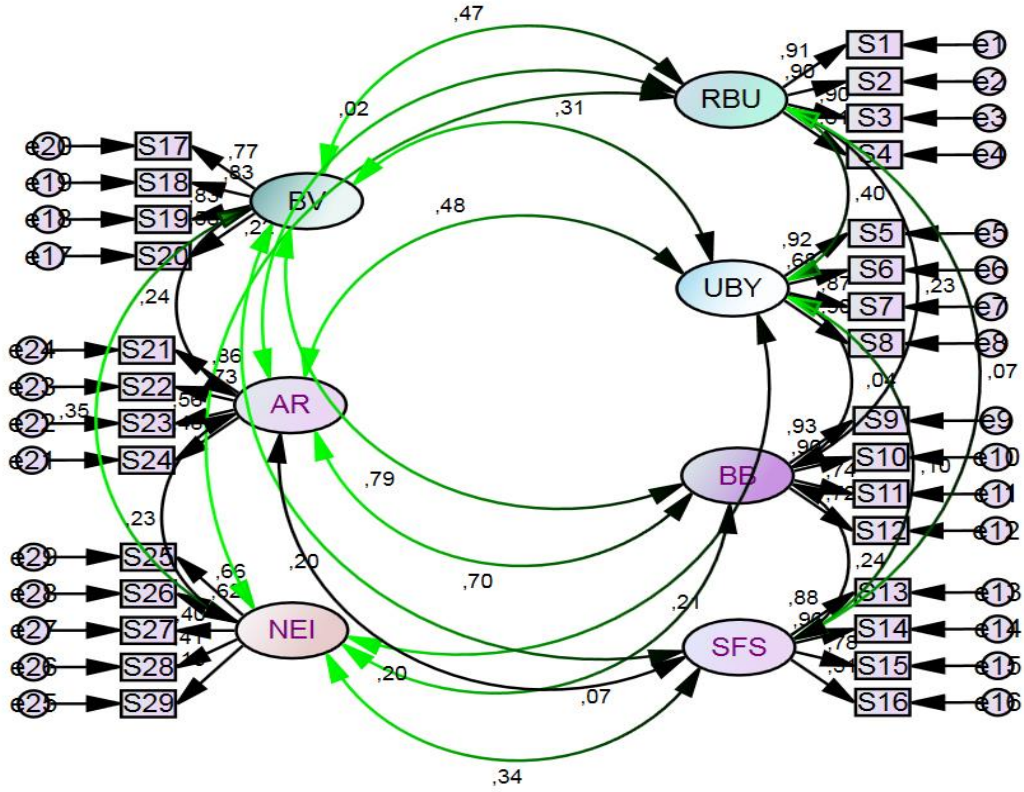 ,47
,91
S1
e1
,90
RBU
S2
e2
,90
,02
,31
S3
e3
S4
e4
e20
S17
,77
,83
e19
S18
BV
,40
,83
e18
S19
,48
,92
S5
e5
e17
S20
,68
S6
e6
UBY
,87
,23
,24
S7
e7
S8
e8
e24
S21
,86
,07
,04
e23
S22
,73
,56
AR
,35
e22
S23
,93
S9
e9
e21
S24
S10
e10
,79
BB
,74
,10
S11
e11
,72
,23
S12
e12
e29
S25
,20
,70
,24
,66
e28
S26
,62
,88
S13
e13
,21
,40
e27
S27
NEI
S14
e14
,41
SFS
,78
e26
S28
,20
S15
e15
,07
e25
S29
S16
e16
,34